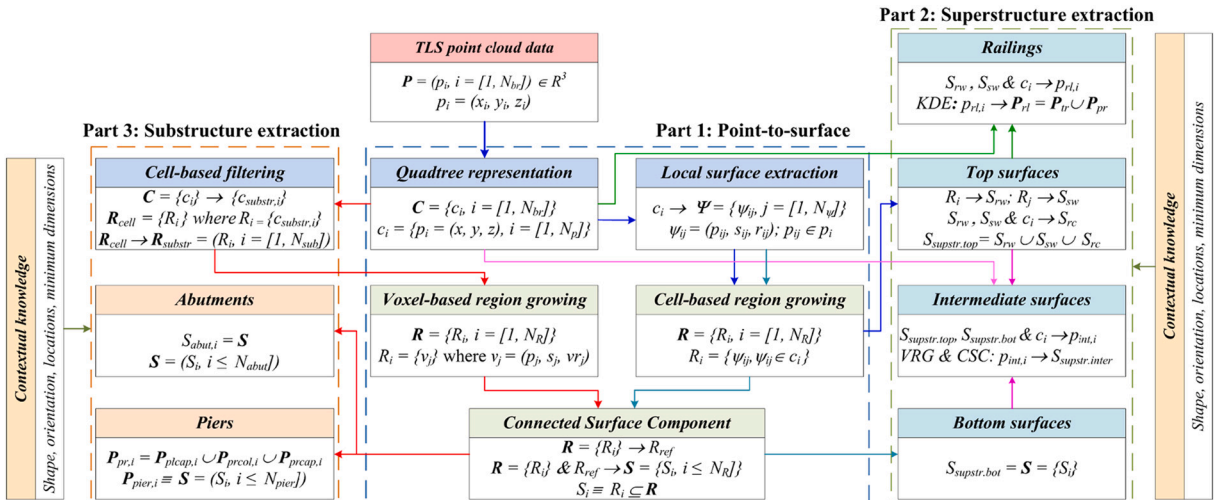 Part 2: Superstructure extraction
TLS point cloud data
P = (pi, i = [1, Nbr]) ∈ R³
pi = (xi, yi, zi)
Railings
Srw, Ssw & ci → prl,i
KDE: prl,i → Prl = Ptr ∪ Ppr
Part 3: Substructure extraction
Part 1: Point-to-surface
Contextual knowledge
Shape, orientation, locations, minimum dimensions
Cell-based filtering
C = {ci} → {csubstr,i}
Rcell = {Ri} where Ri = {csubstr,i}
Rcell → Rsubstr = (Ri, i = [1, Nsub])
Quadtree representation
C = {ci, i = [1, Nbr]}
ci = {pi = (x, y, z), i = [1, Np]}
Local surface extraction
ci → Ψ = {ψij, j = [1, Nψ]}
ψij = (pij, sij, rij); pij ∈ pi
Top surfaces
Ri → Srw; Rj → Ssw
Srw, Ssw & ci → Src
Ssupstr.top = Srw ∪ Ssw ∪ Src
Contextual knowledge
Shape, orientation, locations, minimum dimensions
Abutments
Sabut,i = S
S = (Si, i ≤ Nabut])
Voxel-based region growing
R = {Ri, i = [1, NR]}
Ri = {vj} where vj = (pj, sj, vrj)
Cell-based region growing
R = {Ri, i = [1, NR]}
Ri = {ψij, ψij ∈ ci}
Intermediate surfaces
Ssupstr.top, Ssupstr.bot & ci → pint,i
VRG & CSC: pint,i → Ssupstr.inter
Piers
Ppr,i = Pplcap,i ∪ Pprcol,i ∪ Pprcap,i
Ppier,i ≡ S = (Si, i ≤ Npier])
Connected Surface Component
R = {Ri} → Rref
R = {Ri} & Rref → S = {Si, i ≤ NR]}
Si ≡ Ri ⊆ R
Bottom surfaces
Ssupstr.bot = S = {Si}